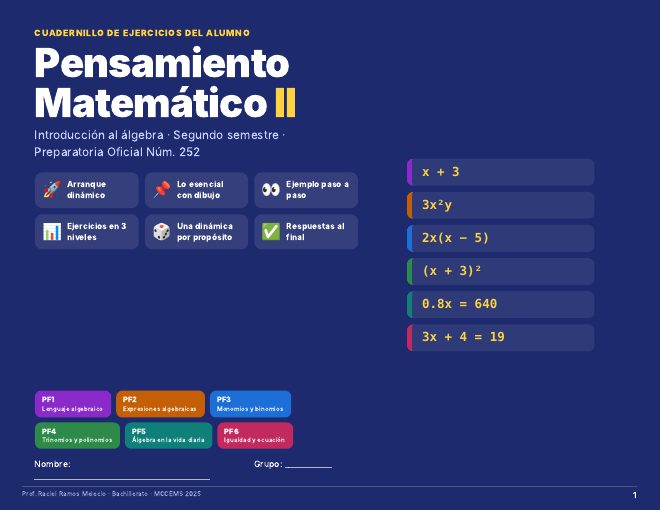 CUADERNILLO DE EJERCICIOS DEL ALUMNO
Pensamiento
Matemático II
Introducción al álgebra · Segundo semestre ·
Preparatoria Oficial Núm. 252
Arranque
dinámico
Lo esencial
con dibujo
Ejemplo paso a
paso
Ejercicios en 3
niveles
Una dinámica
por propósito
Respuestas al
final
x + 3
3x²y
2x(x − 5)
(x + 3)²
0.8x = 640
3x + 4 = 19
PF1
Lenguaje algebraico
PF2
Expresiones algebraicas
PF3
Monomios y binomios
PF4
Trinomios y polinomios
PF5
Álgebra en la vida diaria
PF6
Igualdad y ecuación
Nombre:
Grupo:
Prof. Raciel Ramos Melecio · Bachillerato · MCCEMS 2025
1